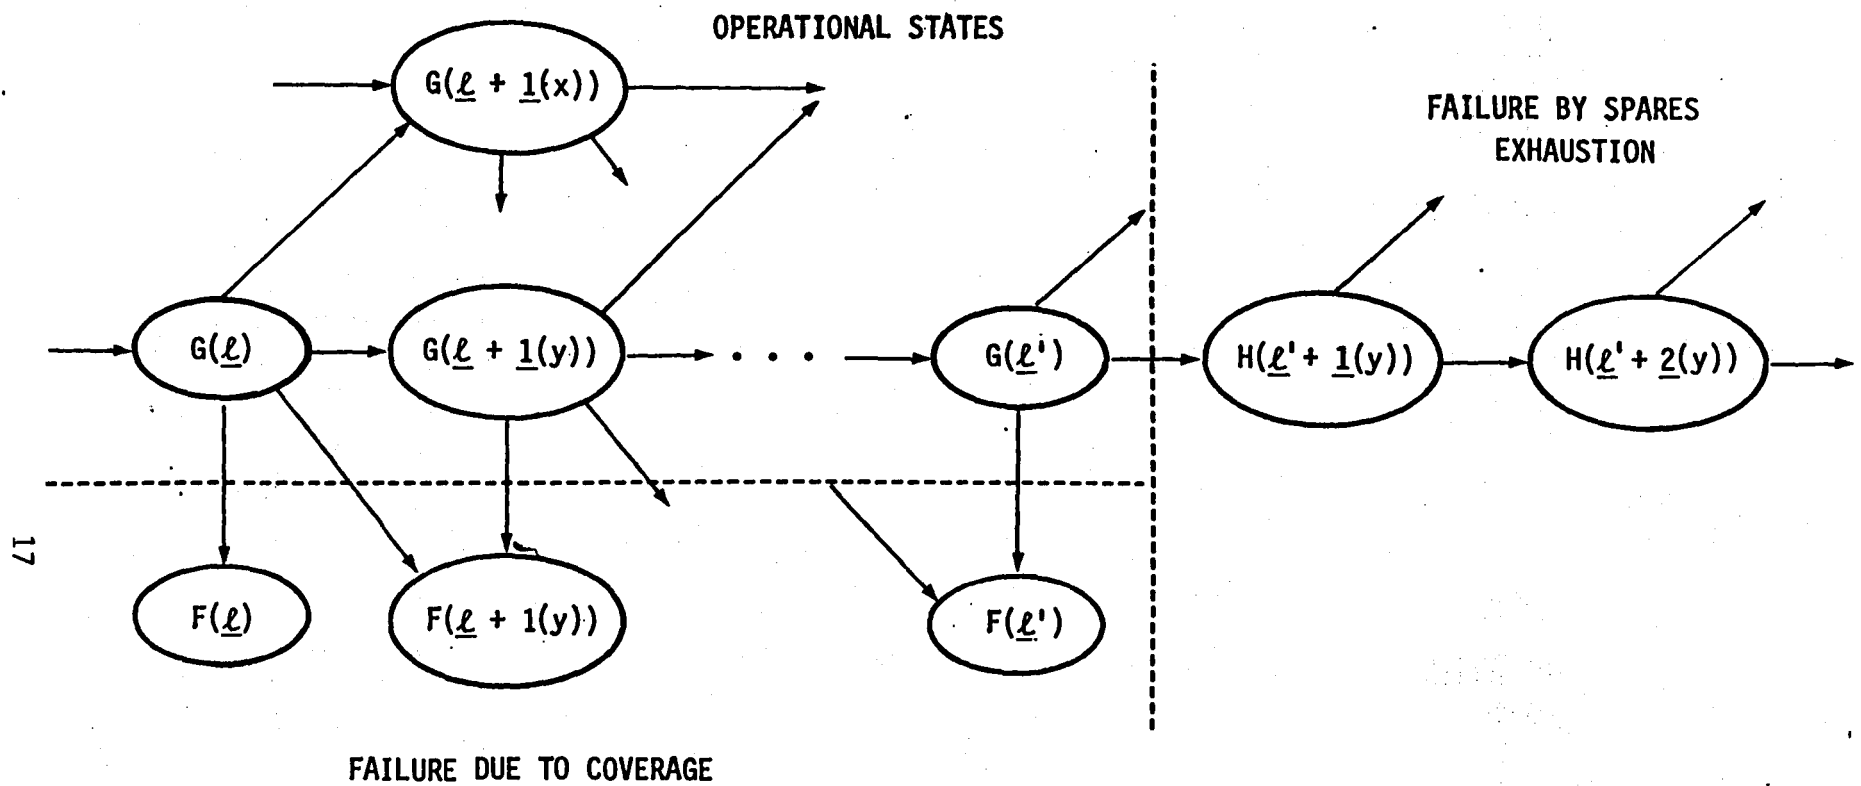 OPERATIONAL STATES
G(ℓ + 1(x))
FAILURE BY SPARES
EXHAUSTION
G(ℓ)
G(ℓ + 1(y))
. . .
G(ℓ')
H(ℓ' + 1(y))
H(ℓ' + 2(y))
17
F(ℓ)
F(ℓ + 1(y))
F(ℓ')
FAILURE DUE TO COVERAGE